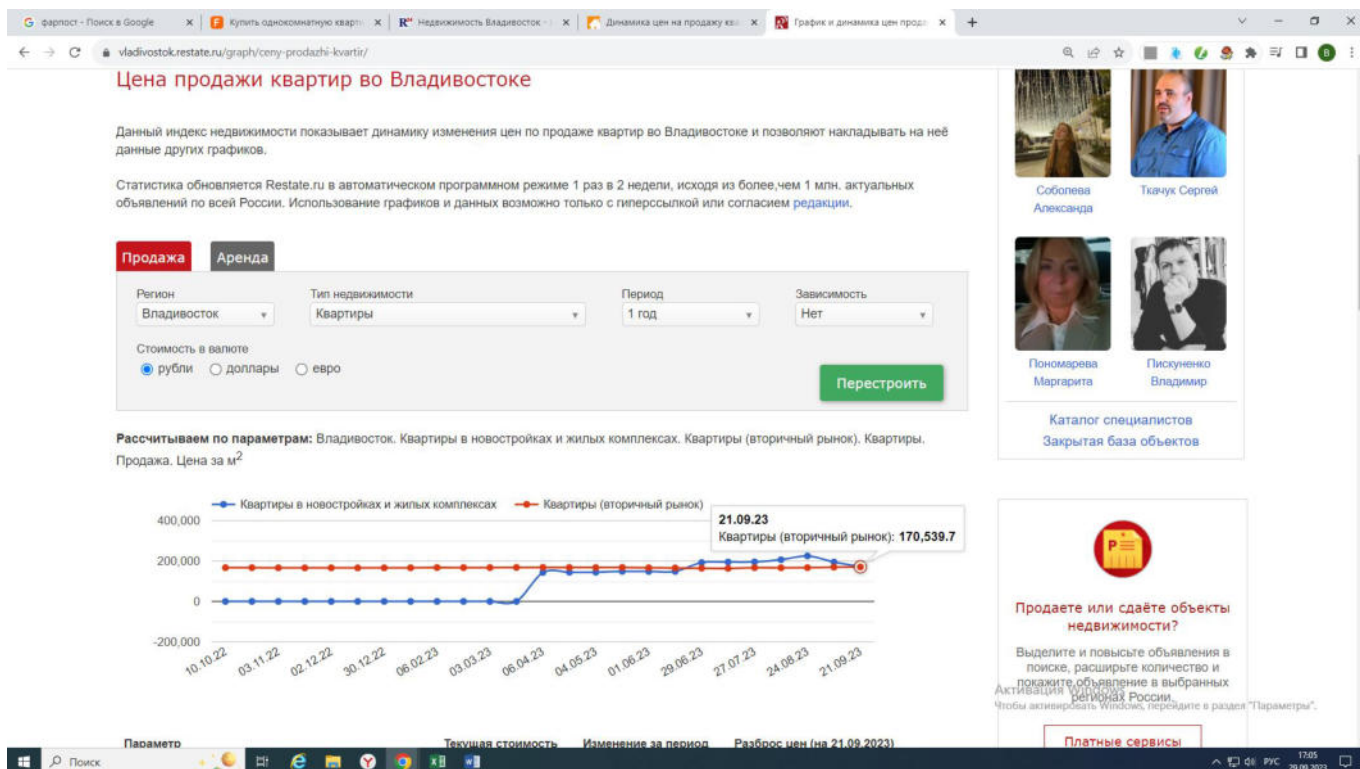 фарпост - Поиск в Google
Купить однокомнатную кварти
Недвижимость Владивосток -
Динамика цен на продажу ква
График и динамика цен прода
vladivostok.restate.ru/graph/ceny-prodazhi-kvartir/
Цена продажи квартир во Владивостоке
Данный индекс недвижимости показывает динамику изменения цен по продаже квартир во Владивостоке и позволяют накладывать на неё
данные других графиков.
Статистика обновляется Restate.ru в автоматическом программном режиме 1 раз в 2 недели, исходя из более,чем 1 млн. актуальных
объявлений по всей России. Использование графиков и данных возможно только с гиперссылкой или согласием редакции.
Продажа Аренда
Регион Тип недвижимости Период Зависимость
Владивосток Квартиры 1 год Нет
Стоимость в валюте
рубли доллары евро
Перестроить
Рассчитываем по параметрам: Владивосток. Квартиры в новостройках и жилых комплексах. Квартиры (вторичный рынок). Квартиры.
Продажа. Цена за м2
Квартиры в новостройках и жилых комплексах Квартиры (вторичный рынок)
21.09.23
Квартиры (вторичный рынок): 170,539.7
400,000
200,000
0
-200,000
10.10.22 03.11.22 02.12.22 30.12.22 06.02.23 03.03.23 06.04.23 04.05.23 01.06.23 29.06.23 27.07.23 24.08.23 21.09.23
Параметр Текущая стоимость Изменение за период Разброс цен (на 21.09.2023)
Соболева
Александа
Ткачук Сергей
Пономарева
Маргарита
Пискуненко
Владимир
Каталог специалистов
Закрытая база объектов
Продаете или сдаёте объекты
недвижимости?
Выделите и повысьте объявления в
поиске, расширьте количество и
покажите объявление в выбранных
регионах России.
Активация Windows
Чтобы активировать Windows, перейдите в раздел "Параметры".
Платные сервисы
Поиск
РУС
17:05
29.09.2023